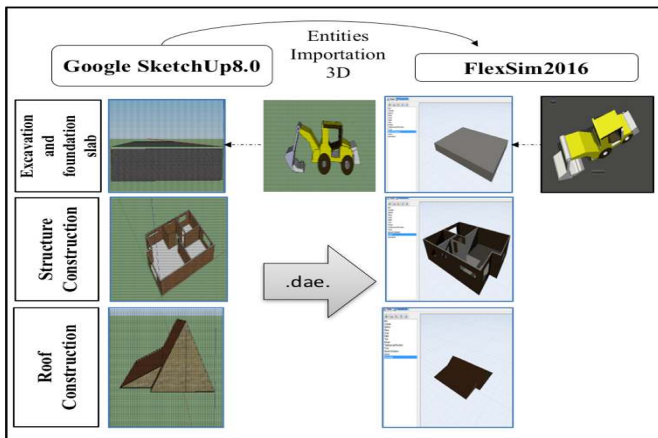 Entities
Importation
3D
Google SketchUp8.0
FlexSim2016
Excavation
and
foundation
slab
Structure
Construction
.dae.
Roof
Construction